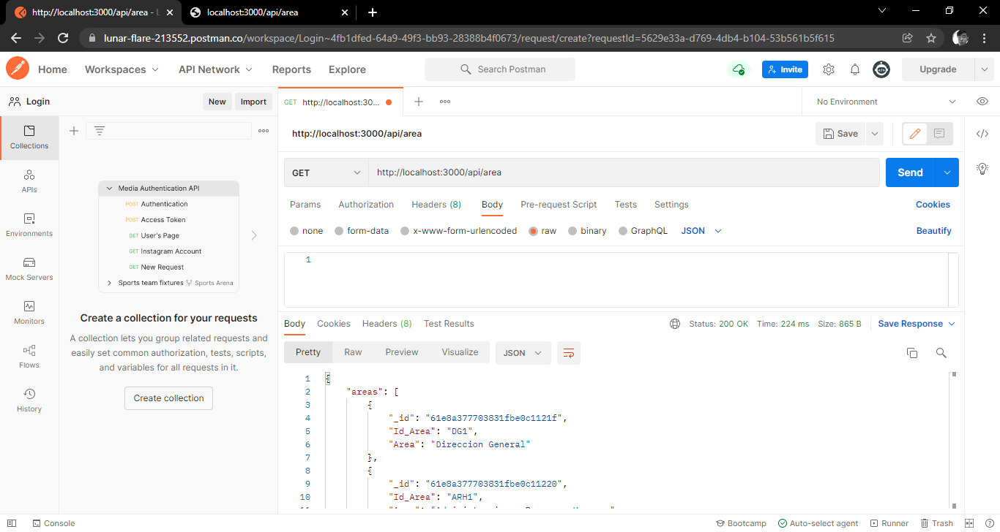 http://localhost:3000/api/area - L
localhost:3000/api/area
lunar-flare-213552.postman.co/workspace/Login~4fb1dfed-64a9-49f3-bb93-28388b4f0673/request/create?requestId=5629e33a-d769-4db4-b104-53b561b5f615
Home Workspaces API Network Reports Explore Search Postman Invite Upgrade
Login New Import GET http://localhost:30... No Environment
http://localhost:3000/api/area Save
GET http://localhost:3000/api/area Send
Params Authorization Headers (8) Body Pre-request Script Tests Settings Cookies
none form-data x-www-form-urlencoded raw binary GraphQL JSON Beautify
1
Collections
APIs
Environments
Mock Servers
Monitors
Flows
History
Media Authentication API
POST Authentication
POST Access Token
GET User's Page
GET Instagram Account
GET New Request
Sports team fixtures Sports Arena
Create a collection for your requests
A collection lets you group related requests and
easily set common authorization, tests, scripts,
and variables for all requests in it.
Create collection
Body Cookies Headers (8) Test Results Status: 200 OK Time: 224 ms Size: 865 B Save Response
Pretty Raw Preview Visualize JSON
1 {
2 "areas": [
3 {
4 "_id": "61e8a377703831fbe0c1121f",
5 "Id_Area": "DG1",
6 "Area": "Direccion General"
7 },
8 {
9 "_id": "61e8a377703831fbe0c11220",
10 "Id_Area": "ARH1",
Console Bootcamp Auto-select agent Runner Trash